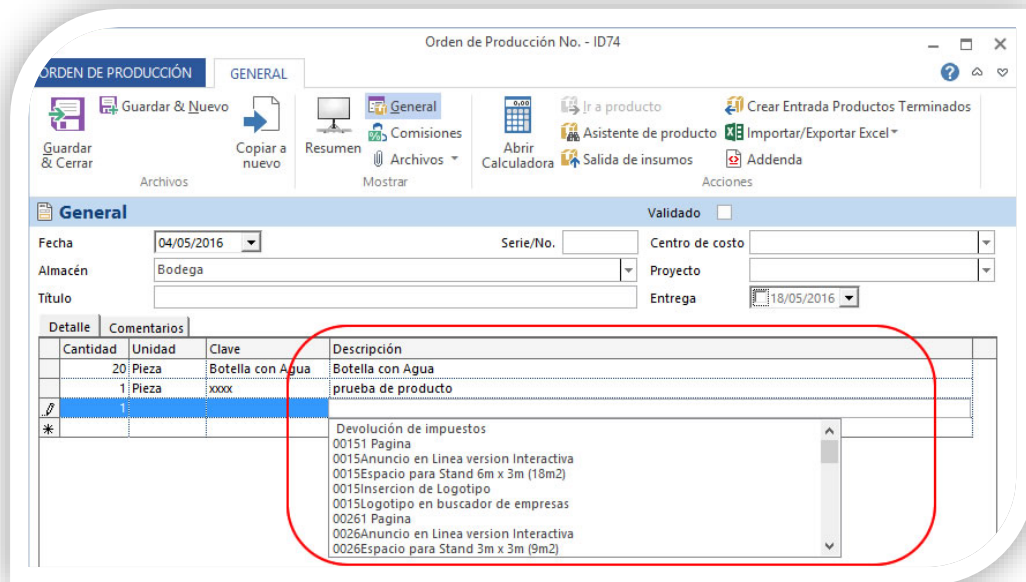 Orden de Producción No. - ID74
ORDEN DE PRODUCCIÓN GENERAL
Guardar & Cerrar
Guardar & Nuevo
Copiar a nuevo
Archivos
Resumen
General
Comisiones
Archivos
Mostrar
Abrir Calculadora
Ir a producto
Asistente de producto
Salida de insumos
Crear Entrada Productos Terminados
Importar/Exportar Excel
Addenda
Acciones
General Validado
Fecha 04/05/2016 Serie/No. Centro de costo
Almacén Bodega Proyecto
Título Entrega 18/05/2016
Detalle Comentarios
Cantidad Unidad Clave Descripción
20 Pieza Botella con Agua Botella con Agua
1 Pieza xxxx prueba de producto
1
Devolución de impuestos
00151 Pagina
0015Anuncio en Linea version Interactiva
0015Espacio para Stand 6m x 3m (18m2)
0015Insercion de Logotipo
0015Logotipo en buscador de empresas
00261 Pagina
0026Anuncio en Linea version Interactiva
0026Espacio para Stand 3m x 3m (9m2)